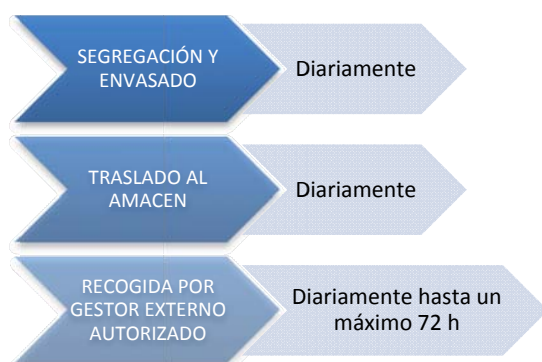 SEGREGACIÓN Y
ENVASADO
Diariamente
TRASLADO AL
AMACEN
Diariamente
RECOGIDA POR
GESTOR EXTERNO
AUTORIZADO
Diariamente hasta un
máximo 72 h